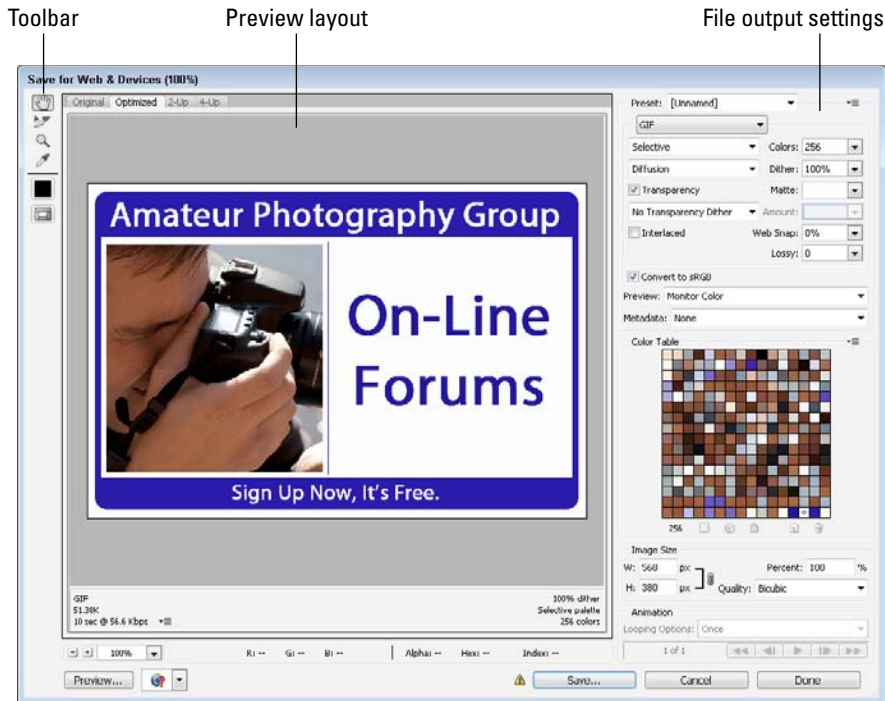 Toolbar
Preview layout
File output settings
Save for Web & Devices (100%)
Original Optimized 2-Up 4-Up
Amateur Photography Group
On-Line
Forums
Sign Up Now, It's Free.
GIF
51.38K
10 sec @ 56.6 Kbps
100% dither
Selective palette
256 colors
Preset: [Unnamed]
GIF
Selective Colors: 256
Diffusion Dither: 100%
Transparency Matte:
No Transparency Dither Amount:
Interlaced Web Snap: 0%
Lossy: 0
Convert to sRGB
Preview: Monitor Color
Metadata: None
Color Table
256
Image Size
W: 568 px Percent: 100 %
H: 380 px Quality: Bicubic
Animation
Looping Options: Once
1 of 1
100% R: -- G: -- B: -- Alpha: -- Hex: -- Index: --
Preview... Save... Cancel Done